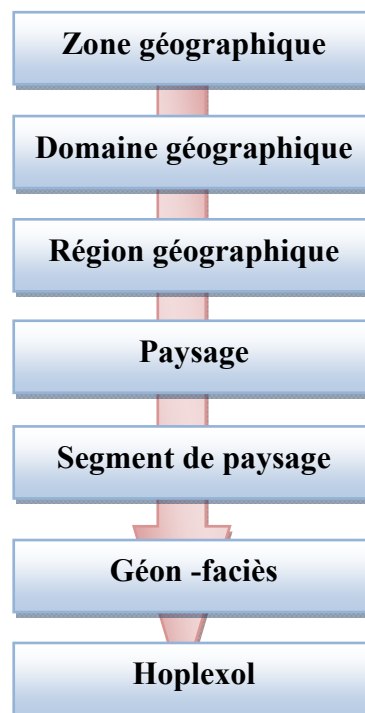 Zone géographique
Domaine géographique
Région géographique
Paysage
Segment de paysage
Géon -faciès
Hoplexol